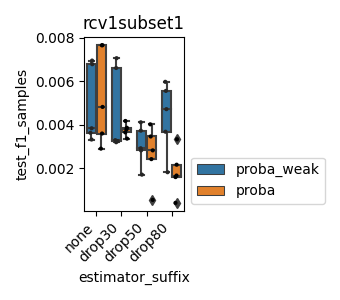 rcv1subset1
0.008
0.006
0.004
0.002
test_f1_samples
none
drop30
drop50
drop80
estimator_suffix
proba_weak
proba